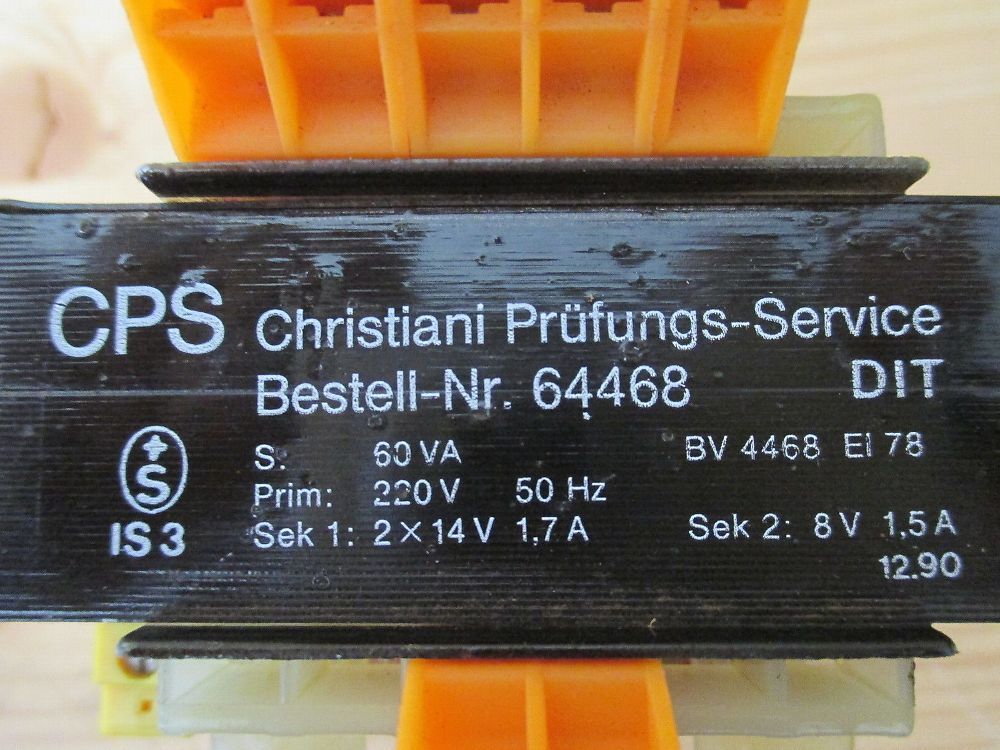 CPS Christiani Prüfungs-Service
Bestell-Nr. 64468 DIT
S: 60 VA BV 4468 EI 78
Prim: 220 V 50 Hz
Sek 1: 2 × 14 V 1,7 A Sek 2: 8 V 1,5 A
+S
IS 3
12.90